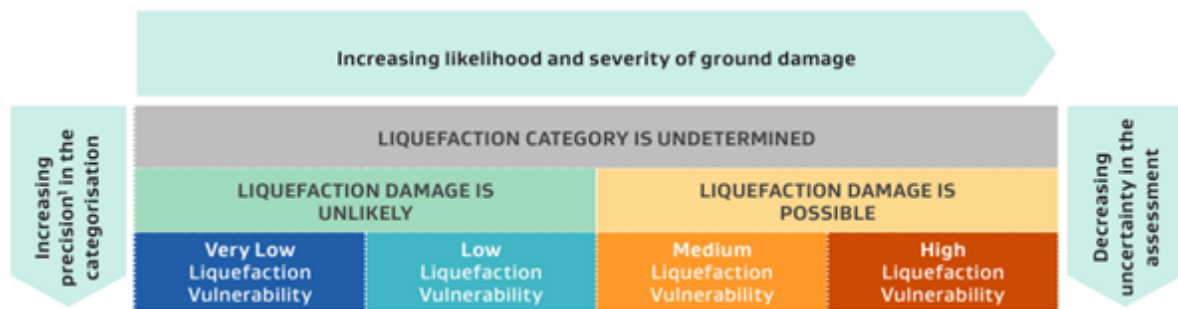 Increasing likelihood and severity of ground damage
Increasing
precision¹ in the
categorisation
LIQUEFACTION CATEGORY IS UNDETERMINED
LIQUEFACTION DAMAGE IS
UNLIKELY
LIQUEFACTION DAMAGE IS
POSSIBLE
Very Low
Liquefaction
Vulnerability
Low
Liquefaction
Vulnerability
Medium
Liquefaction
Vulnerability
High
Liquefaction
Vulnerability
Decreasing
uncertainty in the
assessment